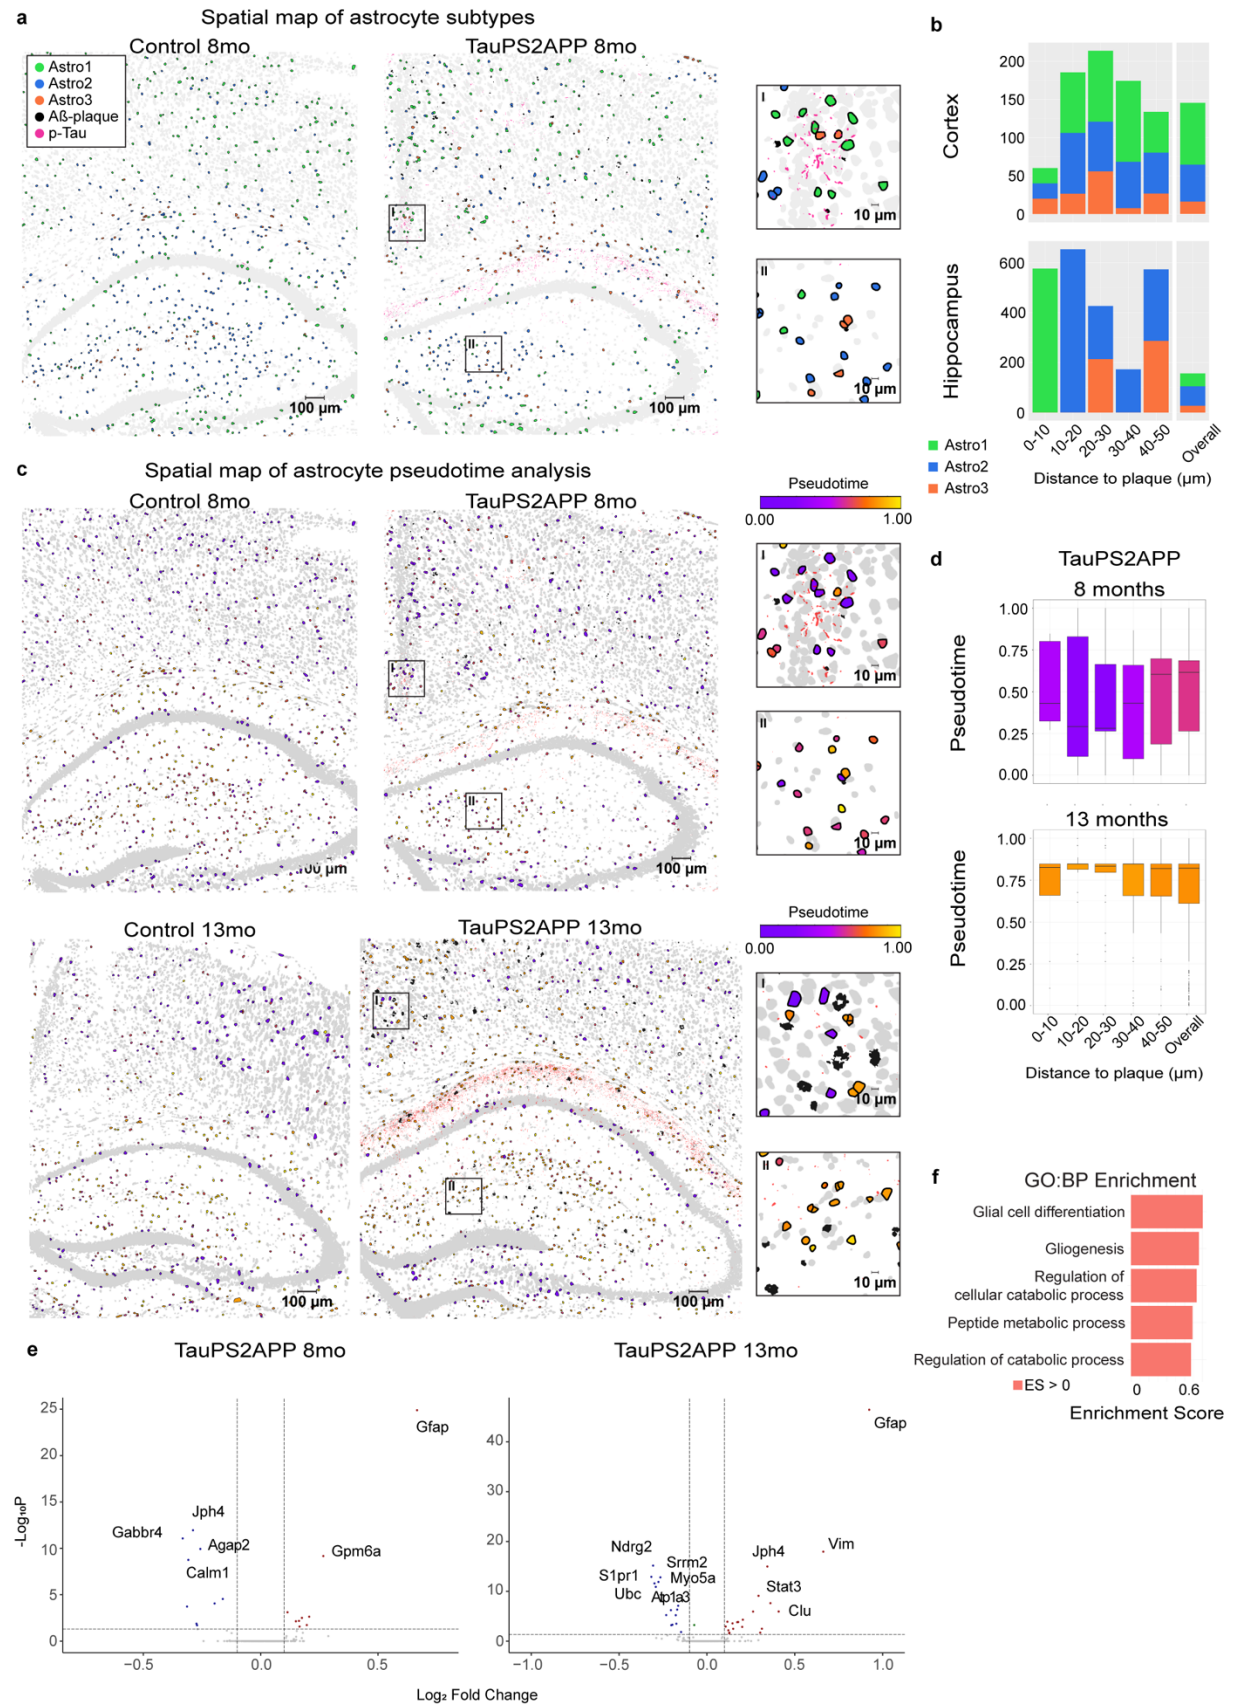 a
Spatial map of astrocyte subtypes
Control 8mo
TauPS2APP 8mo
Astro1
Astro2
Astro3
Aß-plaque
p-Tau
I
II
100 µm
100 µm
I
10 µm
II
10 µm
b
Cortex
200
150
100
50
0
Hippocampus
600
400
200
0
0-10
10-20
20-30
30-40
40-50
Overall
Astro1
Astro2
Astro3
Distance to plaque (µm)
c
Spatial map of astrocyte pseudotime analysis
Control 8mo
TauPS2APP 8mo
Pseudotime
0.00
1.00
I
II
100 µm
100 µm
I
10 µm
II
10 µm
Control 13mo
TauPS2APP 13mo
Pseudotime
0.00
1.00
I
II
100 µm
100 µm
I
10 µm
II
10 µm
d
TauPS2APP
8 months
Pseudotime
1.00
0.75
0.50
0.25
0.00
13 months
Pseudotime
1.00
0.75
0.50
0.25
0.00
0-10
10-20
20-30
30-40
40-50
Overall
Distance to plaque (µm)
e
TauPS2APP 8mo
-Log₁₀P
25
20
15
10
5
0
Gfap
Jph4
Gabbr4
Agap2
Calm1
Gpm6a
−0.5
0.0
0.5
TauPS2APP 13mo
40
30
20
10
0
Gfap
Ndrg2
Srrm2
S1pr1
Myo5a
Ubc
Atp1a3
Jph4
Vim
Stat3
Clu
−1.0
−0.5
0.0
0.5
1.0
Log₂ Fold Change
f
GO:BP Enrichment
Glial cell differentiation
Gliogenesis
Regulation of
cellular catabolic process
Peptide metabolic process
Regulation of catabolic process
ES > 0
0
0.6
Enrichment Score